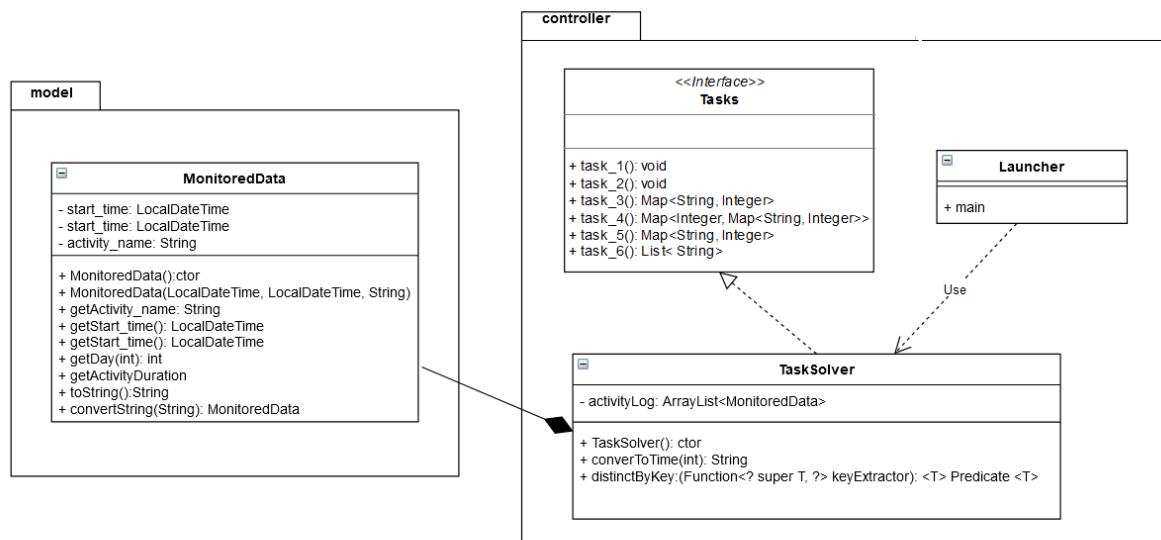 model
MonitoredData
- start_time: LocalDateTime
- start_time: LocalDateTime
- activity_name: String
+ MonitoredData():ctor
+ MonitoredData(LocalDateTime, LocalDateTime, String)
+ getActivity_name: String
+ getStart_time(): LocalDateTime
+ getStart_time(): LocalDateTime
+ getDay(int): int
+ getActivityDuration
+ toString():String
+ convertString(String): MonitoredData
controller
<<Interface>>
Tasks
+ task_1(): void
+ task_2(): void
+ task_3(): Map<String, Integer>
+ task_4(): Map<Integer, Map<String, Integer>>
+ task_5(): Map<String, Integer>
+ task_6(): List< String>
Launcher
+ main
Use
TaskSolver
- activityLog: ArrayList<MonitoredData>
+ TaskSolver(): ctor
+ converToTime(int): String
+ distinctByKey:(Function<? super T, ?> keyExtractor): <T> Predicate <T>